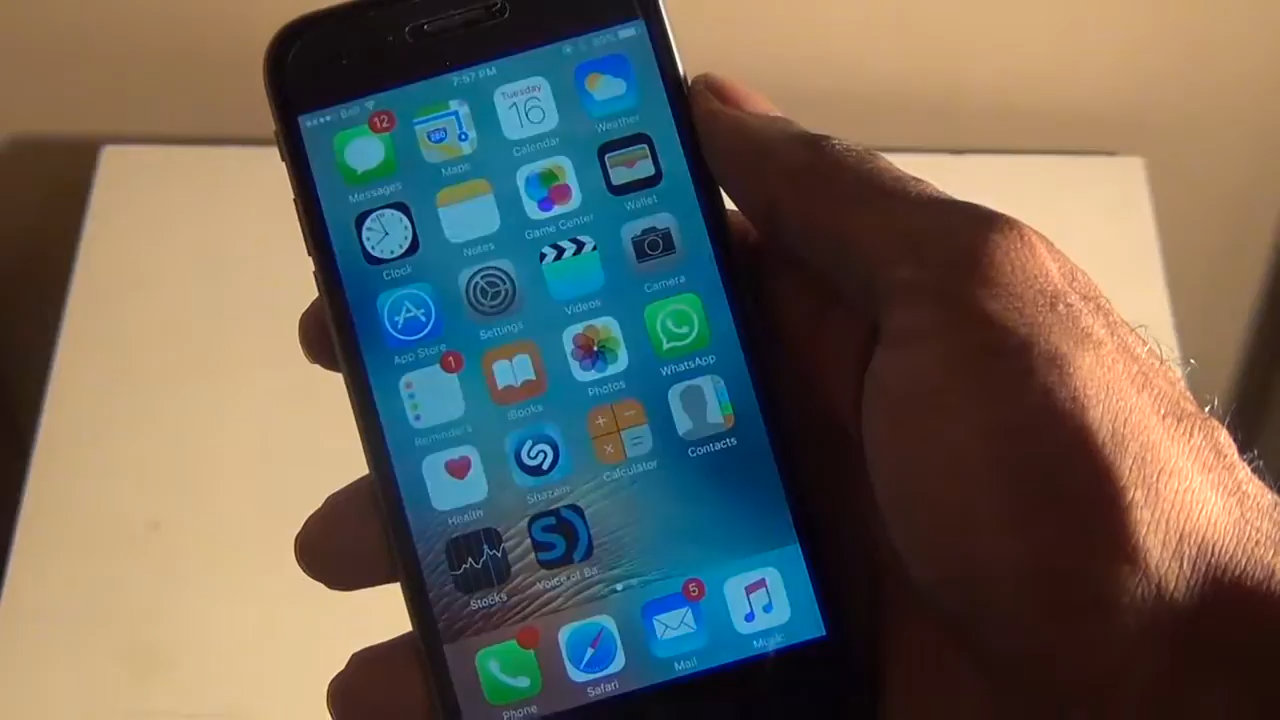 Bell 7:57 PM 39%
12 Tuesday 16
Messages Maps Calendar Weather
Clock Notes Game Center Wallet
App Store Settings Videos Camera
1
Reminders iBooks Photos WhatsApp
Health Shazam Calculator Contacts
Stocks Voice of Ba
5
Phone Safari Mail Music